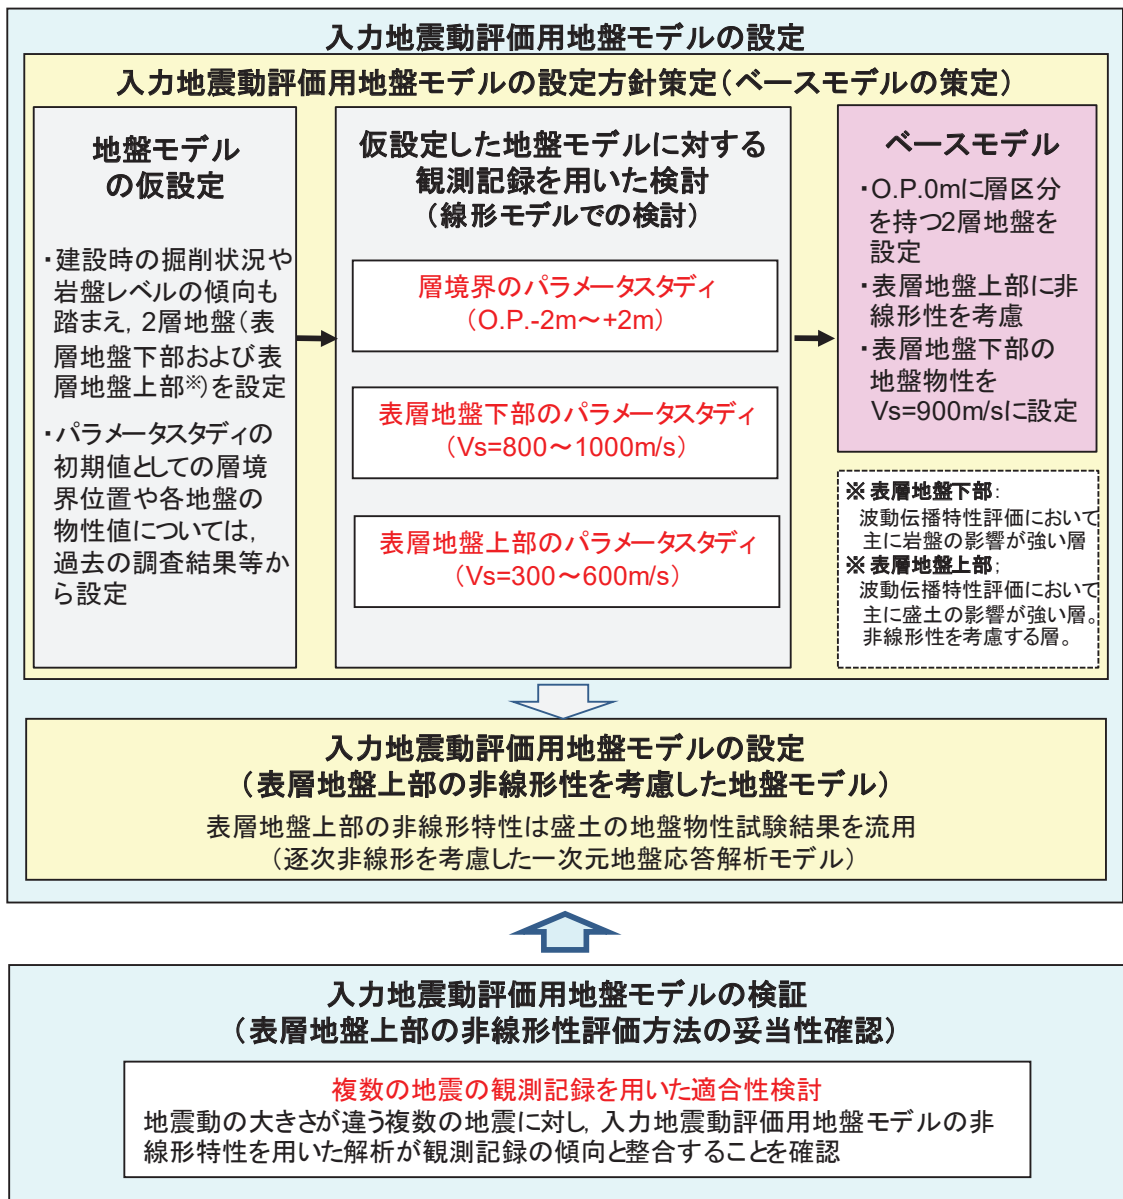 入力地震動評価用地盤モデルの設定
入力地震動評価用地盤モデルの設定方針策定（ベースモデルの策定）
地盤モデル
の仮設定
・建設時の掘削状況や
岩盤レベルの傾向も
踏まえ，2層地盤（表
層地盤下部および表
層地盤上部※）を設定
・パラメータスタディの
初期値としての層境
界位置や各地盤の
物性値については，
過去の調査結果等か
ら設定
仮設定した地盤モデルに対する
観測記録を用いた検討
（線形モデルでの検討）
層境界のパラメータスタディ
（O.P.-2m～+2m）
表層地盤下部のパラメータスタディ
（Vs=800～1000m/s）
表層地盤上部のパラメータスタディ
（Vs=300～600m/s）
ベースモデル
・O.P.0mに層区分
を持つ2層地盤を
設定
・表層地盤上部に非
線形性を考慮
・表層地盤下部の
地盤物性を
Vs=900m/sに設定
※ 表層地盤下部：
波動伝播特性評価において
主に岩盤の影響が強い層
※ 表層地盤上部；
波動伝播特性評価において
主に盛土の影響が強い層。
非線形性を考慮する層。
入力地震動評価用地盤モデルの設定
（表層地盤上部の非線形性を考慮した地盤モデル）
表層地盤上部の非線形特性は盛土の地盤物性試験結果を流用
（逐次非線形を考慮した一次元地盤応答解析モデル）
入力地震動評価用地盤モデルの検証
（表層地盤上部の非線形性評価方法の妥当性確認）
複数の地震の観測記録を用いた適合性検討
地震動の大きさが違う複数の地震に対し，入力地震動評価用地盤モデルの非
線形特性を用いた解析が観測記録の傾向と整合することを確認